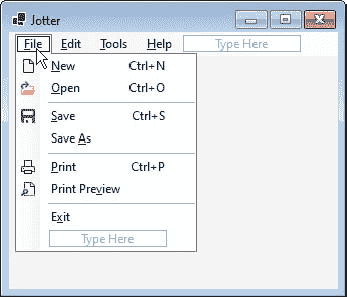 Jotter
File Edit Tools Help Type Here
New Ctrl+N
Open Ctrl+O
Save Ctrl+S
Save As
Print Ctrl+P
Print Preview
Exit
Type Here